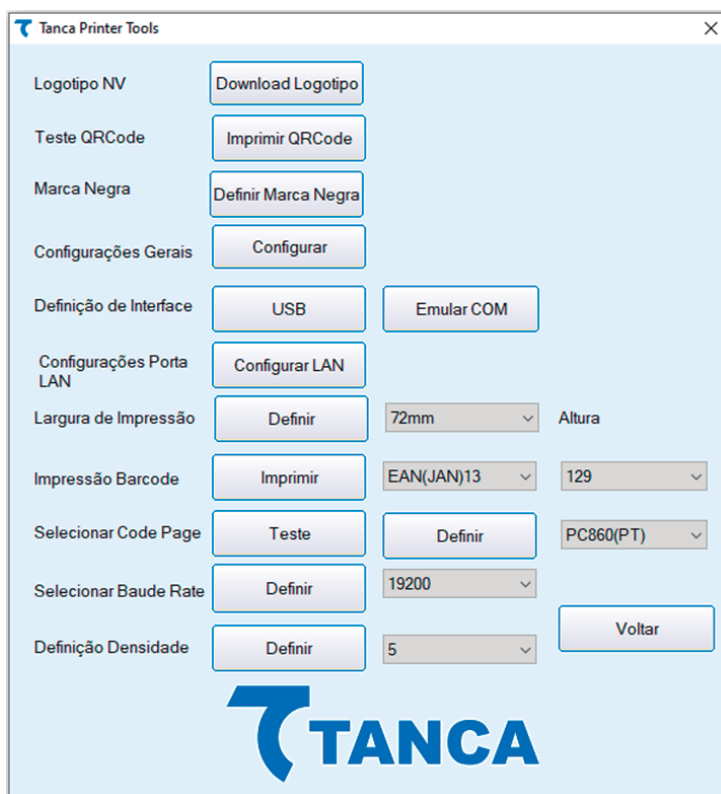 Tanca Printer Tools
Logotipo NV Download Logotipo
Teste QRCode Imprimir QRCode
Marca Negra Definir Marca Negra
Configurações Gerais Configurar
Definição de Interface USB Emular COM
Configurações Porta
LAN Configurar LAN
Largura de Impressão Definir 72mm Altura
Impressão Barcode Imprimir EAN(JAN)13 129
Selecionar Code Page Teste Definir PC860(PT)
Selecionar Baude Rate Definir 19200
Voltar
Definição Densidade Definir 5
TANCA